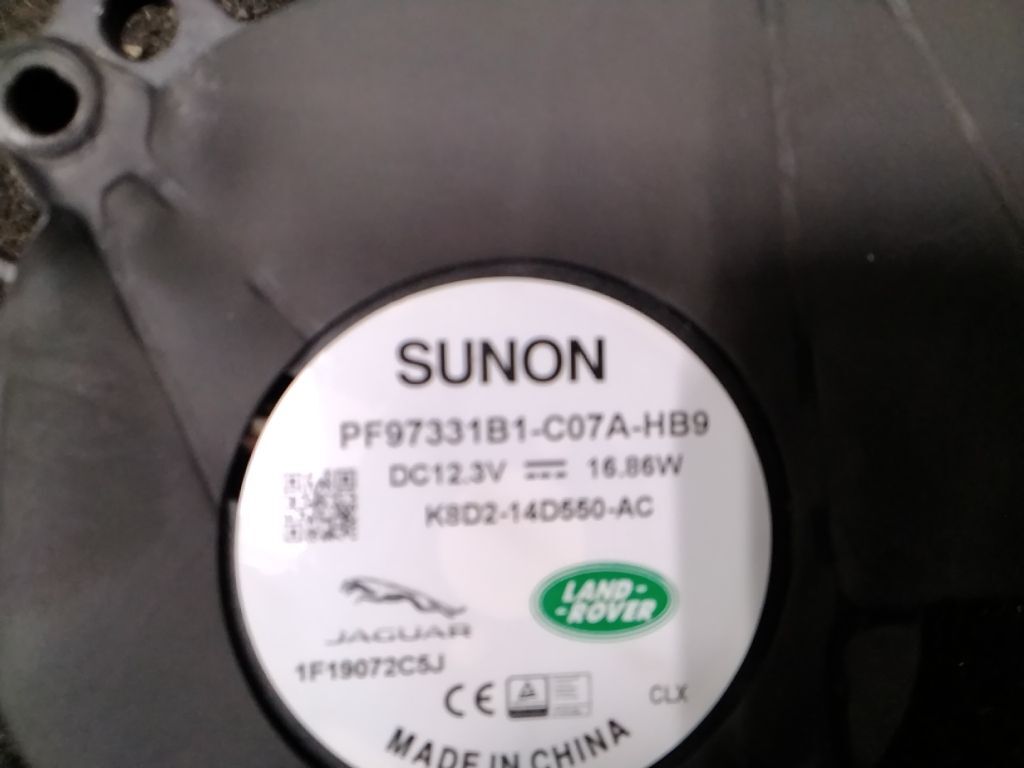 SUNON
PF97331B1-C07A-HB9
DC12.3V ⎓ 16.86W
K8D2-14D550-AC
JAGUAR
LAND-
-ROVER
1F19072C5J
CE
CLX
MADE IN CHINA